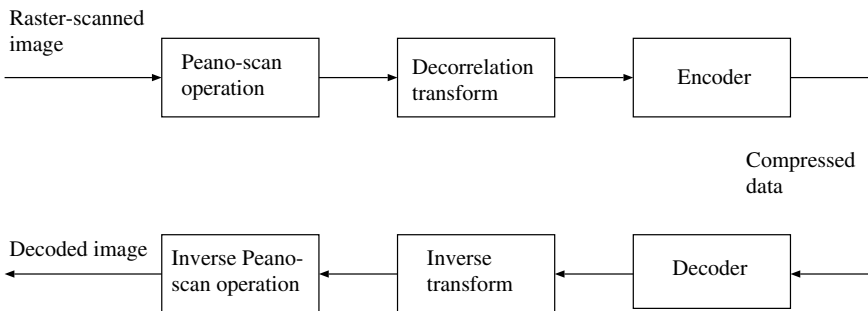 Raster-scanned
image
Peano-scan
operation
Decorrelation
transform
Encoder
Compressed
data
Decoded image
Inverse Peano-
scan operation
Inverse
transform
Decoder